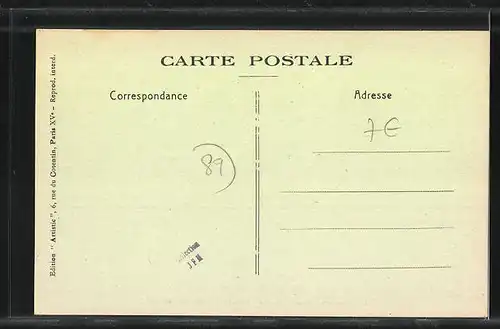 CARTE POSTALE
Correspondance
Adresse
7€
89)
Edition " Artistic ", 6, rue du Cotentin, Paris XVe - Reprod. interd.
J F M